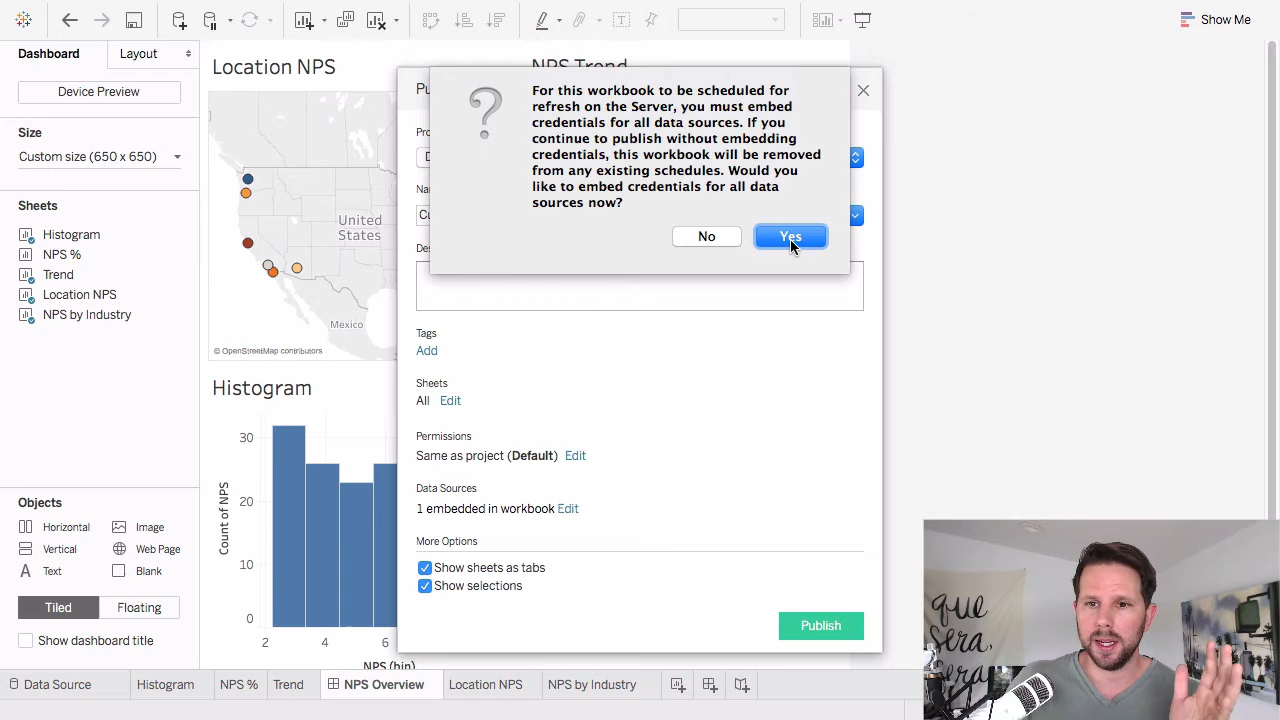 Show Me
Dashboard
Layout
Device Preview
Size
Custom size (650 x 650)
Sheets
Histogram
NPS %
Trend
Location NPS
NPS by Industry
Objects
Horizontal
Image
Vertical
Web Page
Text
Blank
Tiled
Floating
Show dashboard title
Location NPS
NPS Trend
United
States
Mexico
© OpenStreetMap contributors
Histogram
30
20
10
0
Count of NPS
2
4
6
NPS (bin)
For this workbook to be scheduled for
refresh on the Server, you must embed
credentials for all data sources. If you
continue to publish without embedding
credentials, this workbook will be removed
from any existing schedules. Would you
like to embed credentials for all data
sources now?
No
Yes
Tags
Add
Sheets
All Edit
Permissions
Same as project (Default) Edit
Data Sources
1 embedded in workbook Edit
More Options
Show sheets as tabs
Show selections
Publish
que
sera,
sera
Data Source
Histogram
NPS %
Trend
NPS Overview
Location NPS
NPS by Industry